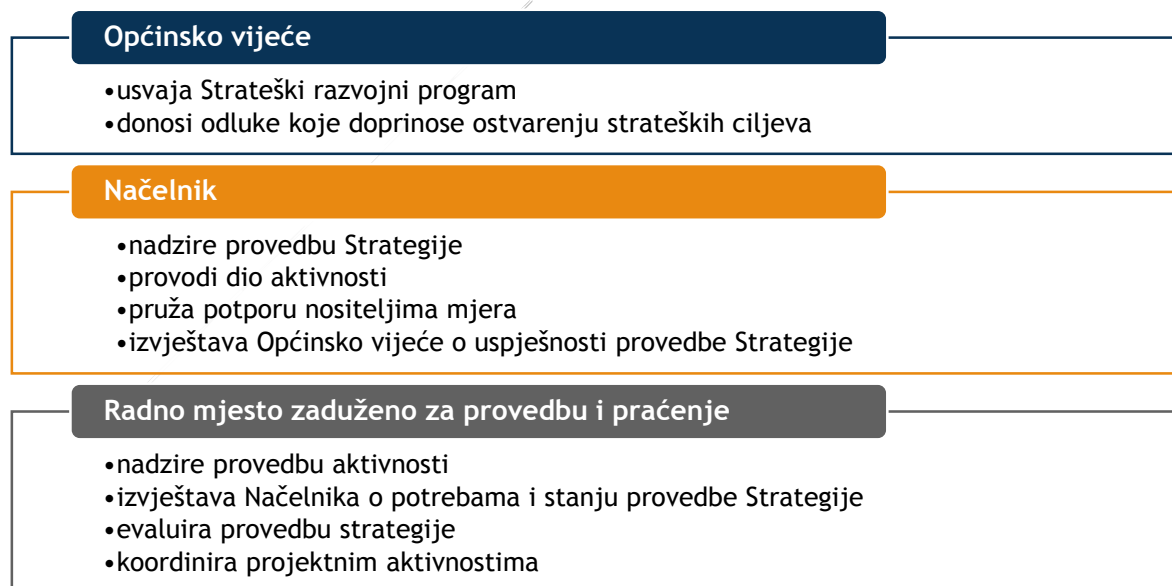 Općinsko vijeće
•usvaja Strateški razvojni program
•donosi odluke koje doprinose ostvarenju strateških ciljeva
Načelnik
•nadzire provedbu Strategije
•provodi dio aktivnosti
•pruža potporu nositeljima mjera
•izvještava Općinsko vijeće o uspješnosti provedbe Strategije
Radno mjesto zaduženo za provedbu i praćenje
•nadzire provedbu aktivnosti
•izvještava Načelnika o potrebama i stanju provedbe Strategije
•evaluira provedbu strategije
•koordinira projektnim aktivnostima